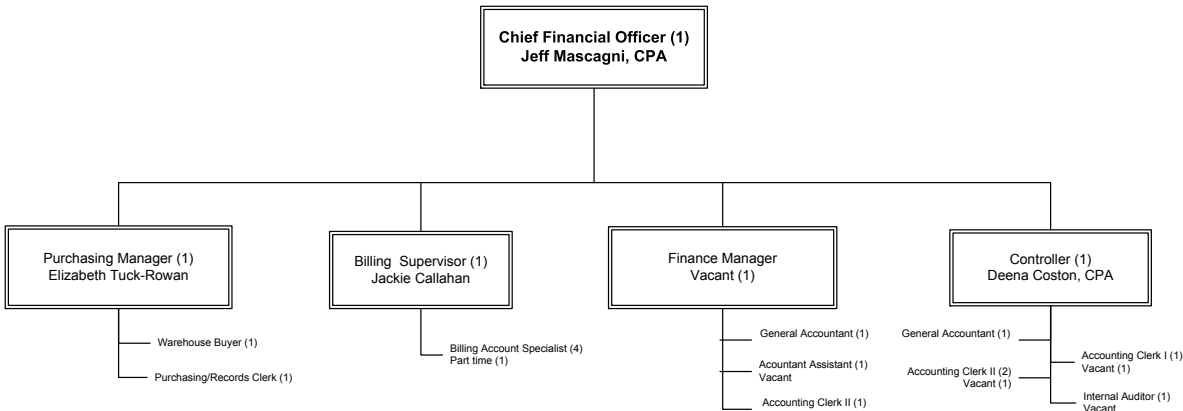 Chief Financial Officer (1)
Jeff Mascagni, CPA
Purchasing Manager (1)
Elizabeth Tuck-Rowan
Warehouse Buyer (1)
Purchasing/Records Clerk (1)
Billing Supervisor (1)
Jackie Callahan
Billing Account Specialist (4)
Part time (1)
Finance Manager
Vacant (1)
General Accountant (1)
Acountant Assistant (1)
Vacant
Accounting Clerk II (1)
Controller (1)
Deena Coston, CPA
General Accountant (1)
Accounting Clerk I (1)
Vacant (1)
Accounting Clerk II (2)
Vacant (1)
Internal Auditor (1)
Vacant